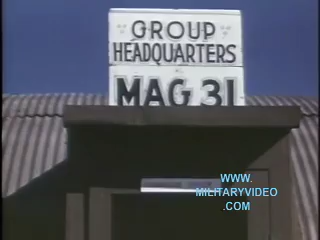 GROUP
HEADQUARTERS
MAG 31
WWW.
MILITARYVIDEO
.COM